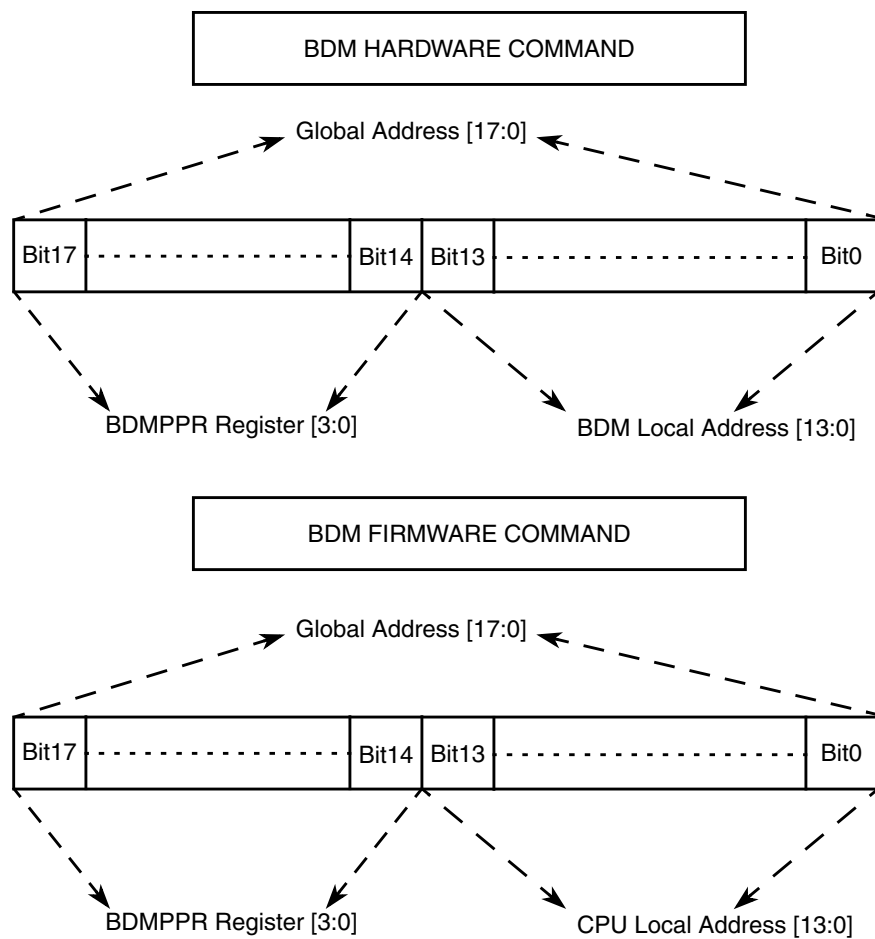 BDM HARDWARE COMMAND
Global Address [17:0]
Bit17 Bit14 Bit13 Bit0
BDMPPR Register [3:0] BDM Local Address [13:0]
BDM FIRMWARE COMMAND
Global Address [17:0]
Bit17 Bit14 Bit13 Bit0
BDMPPR Register [3:0] CPU Local Address [13:0]